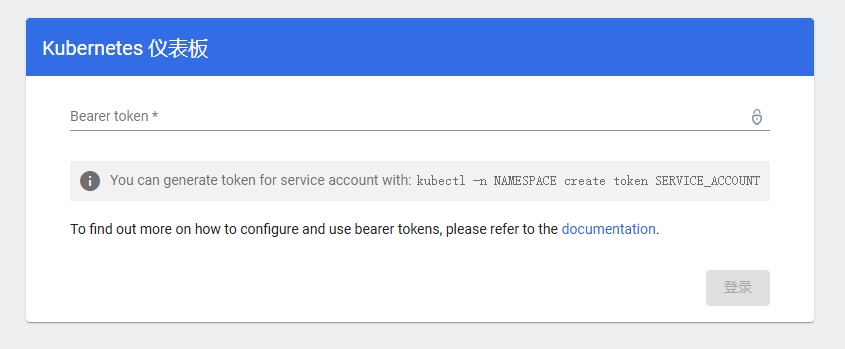 Kubernetes 仪表板
Bearer token *
You can generate token for service account with: kubectl -n NAMESPACE create token SERVICE_ACCOUNT
To find out more on how to configure and use bearer tokens, please refer to the documentation.
登录